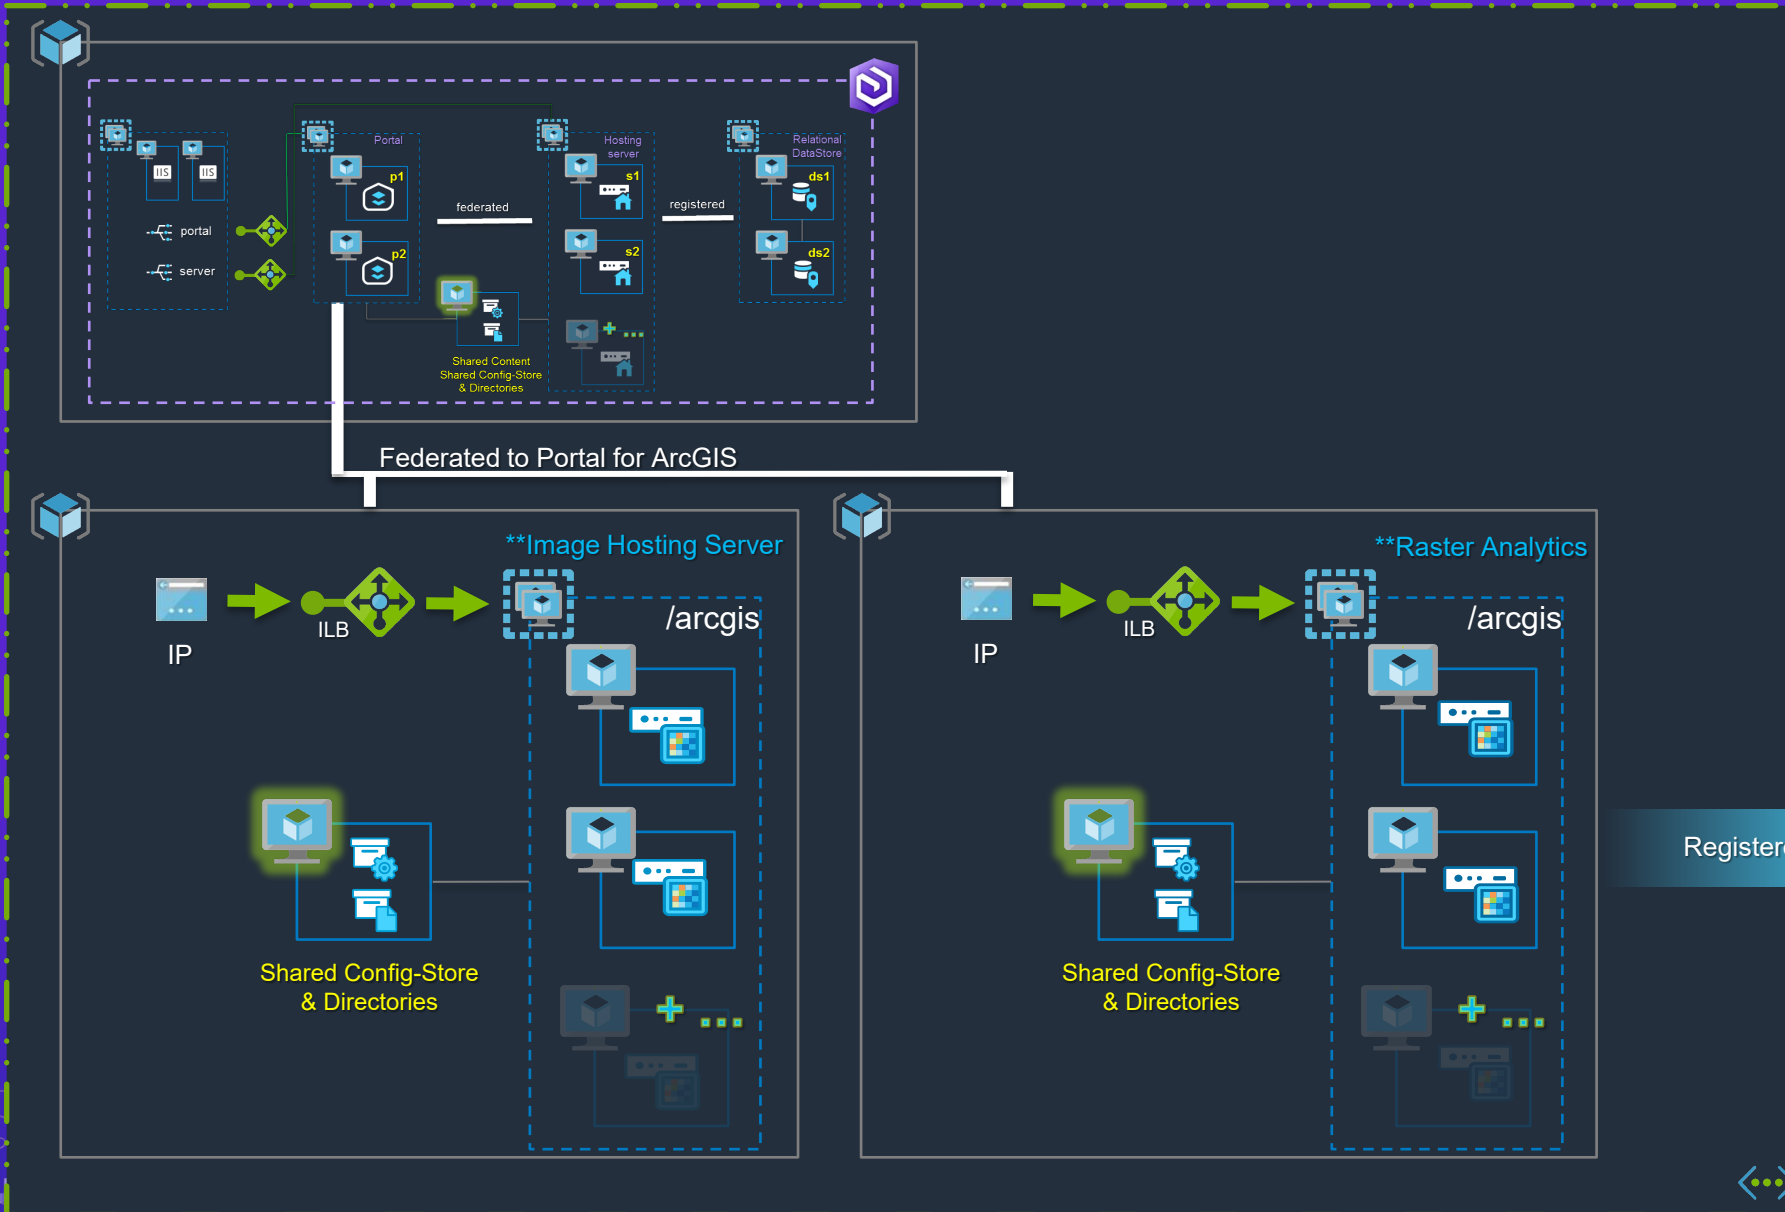 Portal
Hosting
server
Relational
DataStore
IIS
IIS
p1
s1
ds1
federated
registered
portal
server
p2
s2
ds2
Shared Content
Shared Config-Store
& Directories
Federated to Portal for ArcGIS
**Image Hosting Server
/arcgis
ILB
IP
Shared Config-Store
& Directories
**Raster Analytics
/arcgis
ILB
IP
Shared Config-Store
& Directories
Register